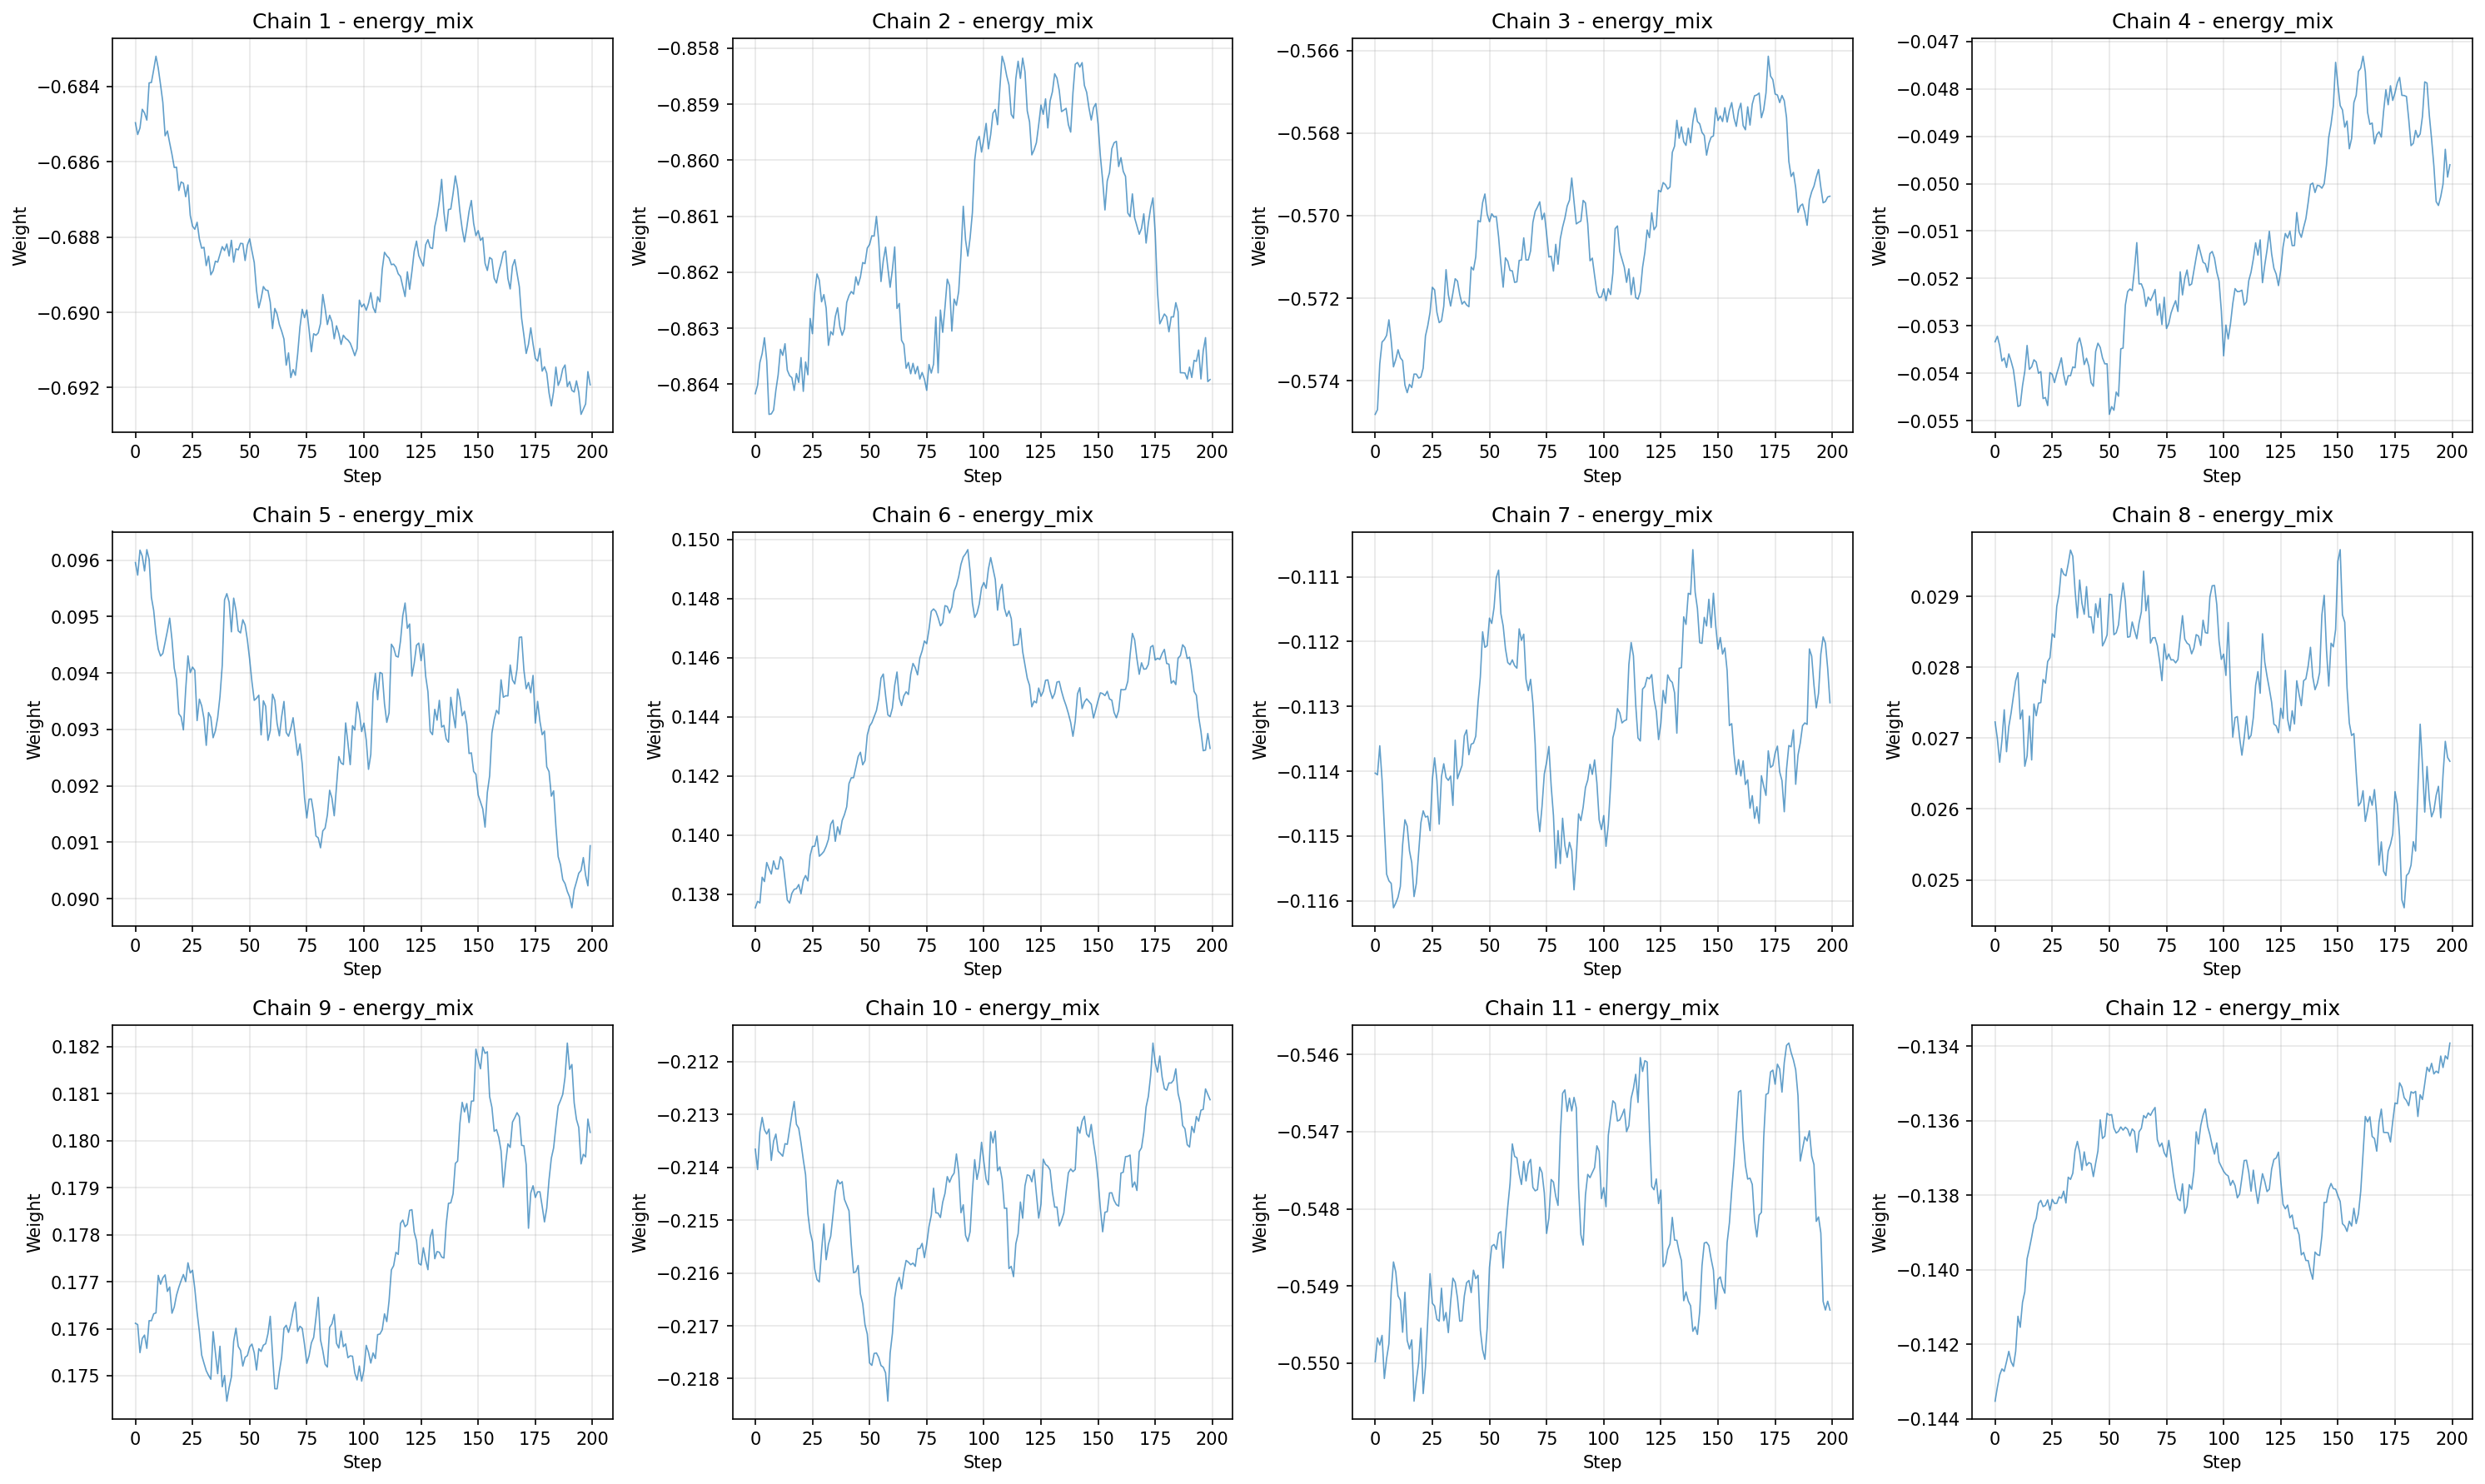 Chain 1 - energy_mix
Weight
−0.684
−0.686
−0.688
−0.690
−0.692
0 25 50 75 100 125 150 175 200
Step
Chain 2 - energy_mix
Weight
−0.858
−0.859
−0.860
−0.861
−0.862
−0.863
−0.864
0 25 50 75 100 125 150 175 200
Step
Chain 3 - energy_mix
Weight
−0.566
−0.568
−0.570
−0.572
−0.574
0 25 50 75 100 125 150 175 200
Step
Chain 4 - energy_mix
Weight
−0.047
−0.048
−0.049
−0.050
−0.051
−0.052
−0.053
−0.054
−0.055
0 25 50 75 100 125 150 175 200
Step
Chain 5 - energy_mix
Weight
0.096
0.095
0.094
0.093
0.092
0.091
0.090
0 25 50 75 100 125 150 175 200
Step
Chain 6 - energy_mix
Weight
0.150
0.148
0.146
0.144
0.142
0.140
0.138
0 25 50 75 100 125 150 175 200
Step
Chain 7 - energy_mix
Weight
−0.111
−0.112
−0.113
−0.114
−0.115
−0.116
0 25 50 75 100 125 150 175 200
Step
Chain 8 - energy_mix
Weight
0.029
0.028
0.027
0.026
0.025
0 25 50 75 100 125 150 175 200
Step
Chain 9 - energy_mix
Weight
0.182
0.181
0.180
0.179
0.178
0.177
0.176
0.175
0 25 50 75 100 125 150 175 200
Step
Chain 10 - energy_mix
Weight
−0.212
−0.213
−0.214
−0.215
−0.216
−0.217
−0.218
0 25 50 75 100 125 150 175 200
Step
Chain 11 - energy_mix
Weight
−0.546
−0.547
−0.548
−0.549
−0.550
0 25 50 75 100 125 150 175 200
Step
Chain 12 - energy_mix
Weight
−0.134
−0.136
−0.138
−0.140
−0.142
−0.144
0 25 50 75 100 125 150 175 200
Step